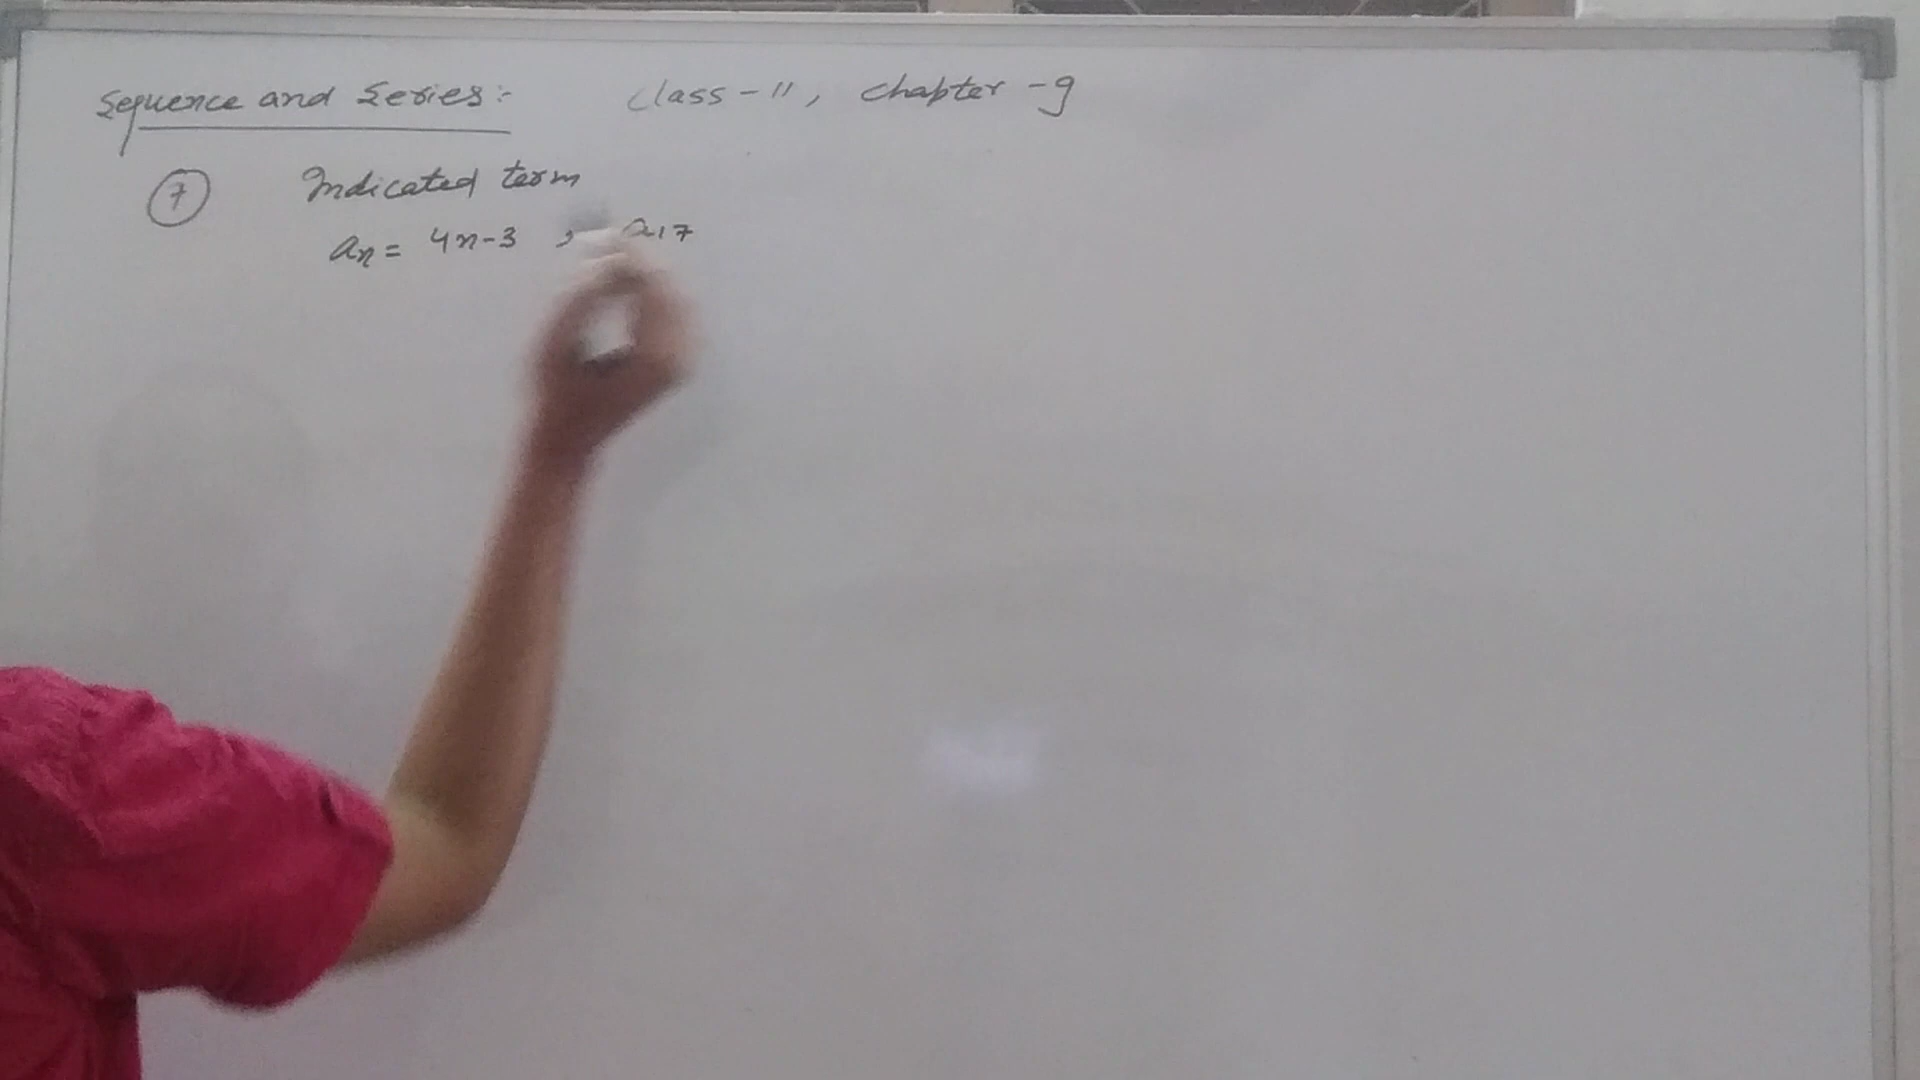 Sequence and Series:- Class-11, Chapter-9
7 Indicated term
an = 4n-3 , a17